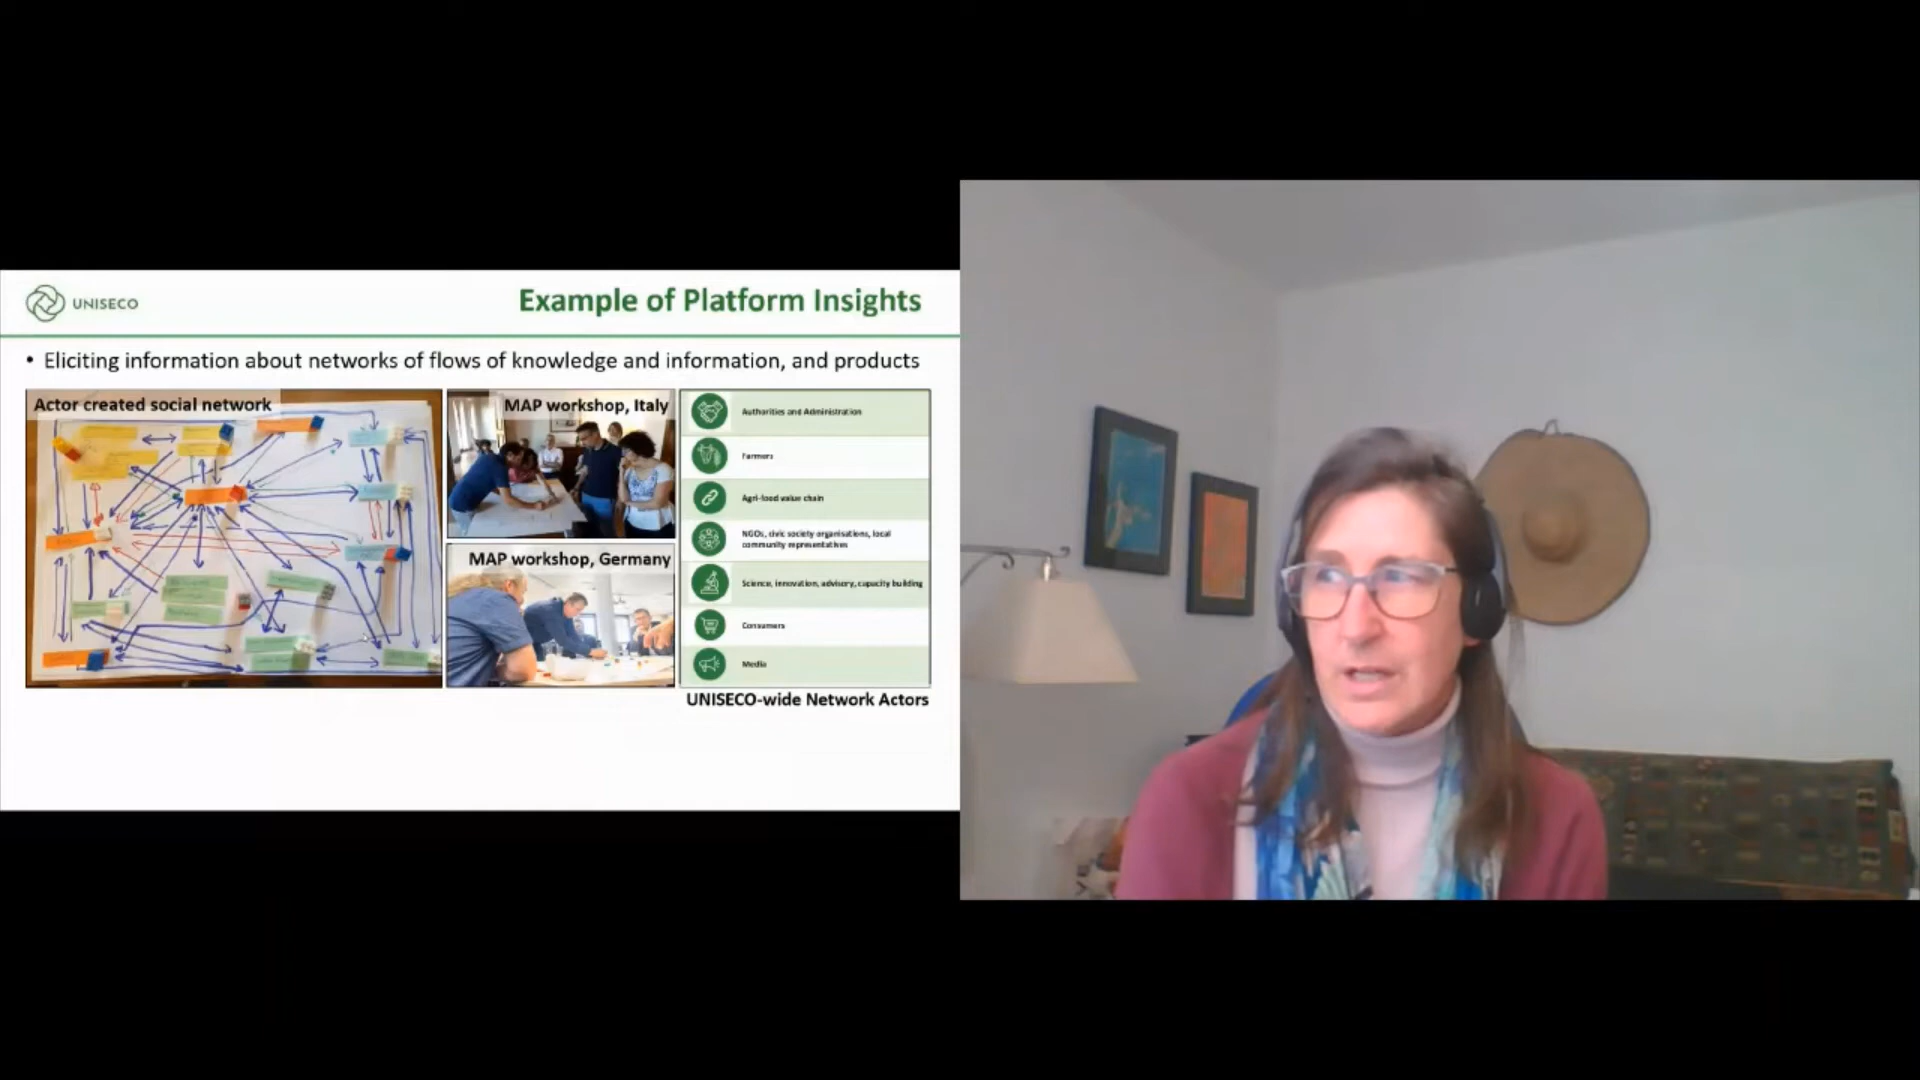 UNISECO
Example of Platform Insights
• Eliciting information about networks of flows of knowledge and information, and products
Actor created social network
MAP workshop, Italy
MAP workshop, Germany
Authorities and Administration
Farmers
Agri-food value chain
NGOs, civic society organisations, local
community representatives
Science, innovation, advisory, capacity building
Consumers
Media
UNISECO-wide Network Actors